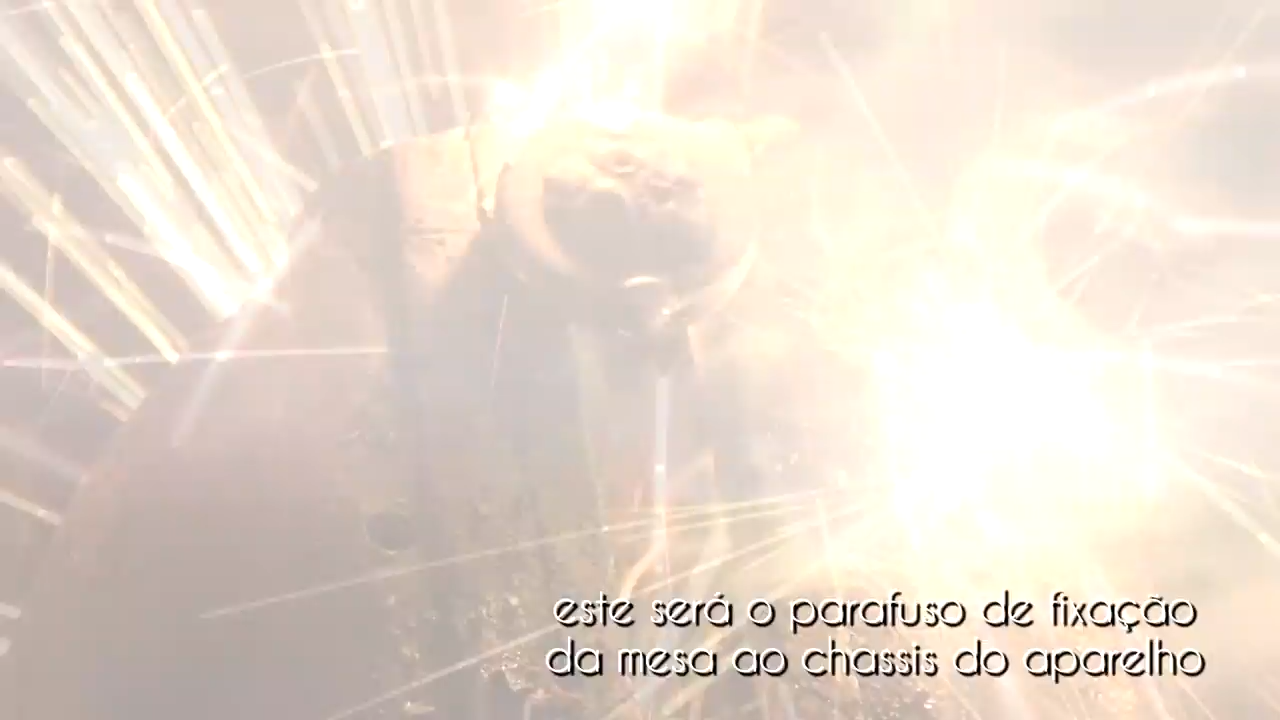 este será o parafuso de fixação
da mesa ao chassis do aparelho